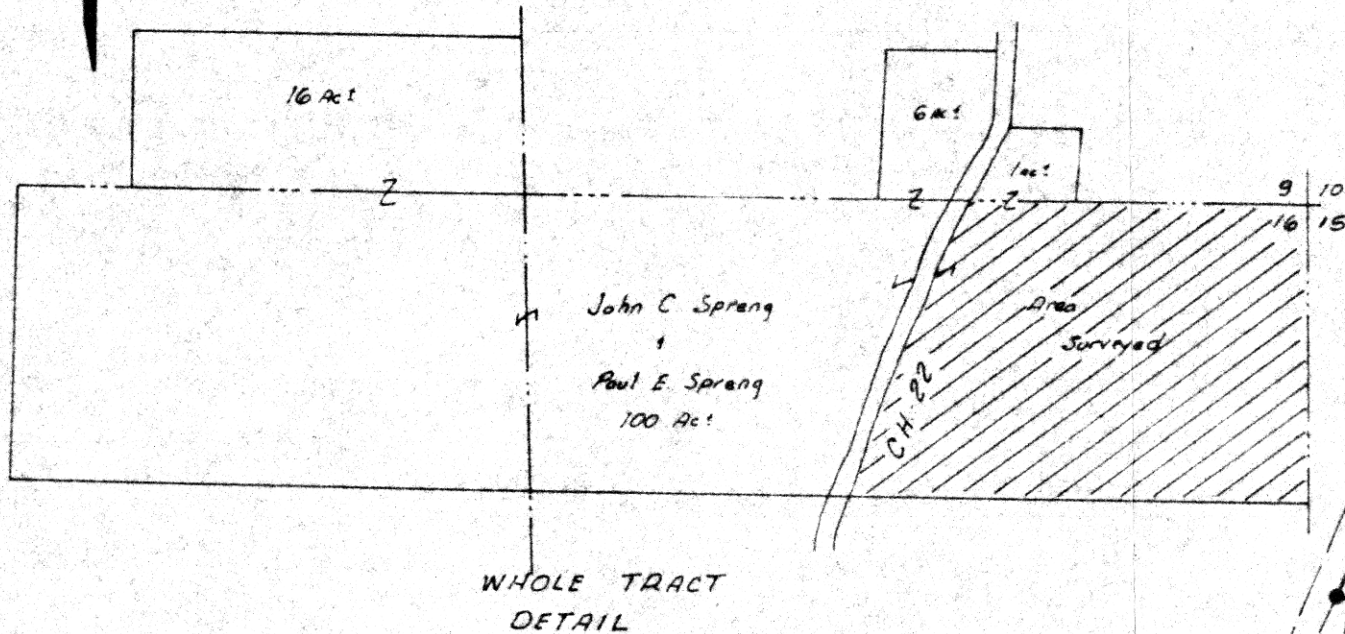 16 Ac ±
6 Ac ±
1 ac ±
9 10
16 15
John C Spreng
&
Paul E. Spreng
100 Ac ±
Area
Surveyed
CH-22
WHOLE TRACT
DETAIL